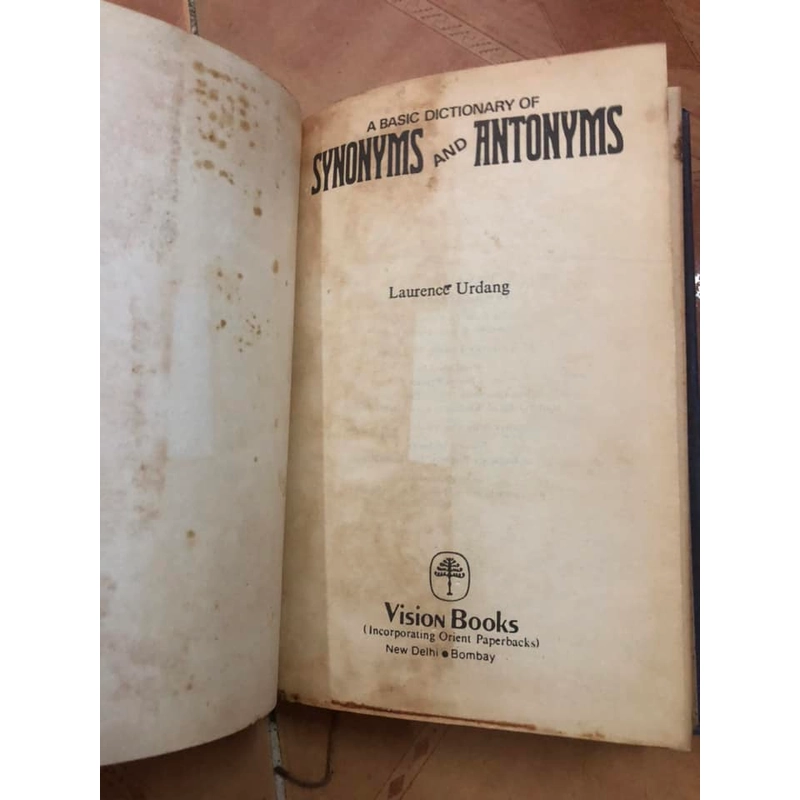 A BASIC DICTIONARY OF
SYNONYMS AND ANTONYMS
Laurence Urdang
Vision Books
(Incorporating Orient Paperbacks)
New Delhi ● Bombay